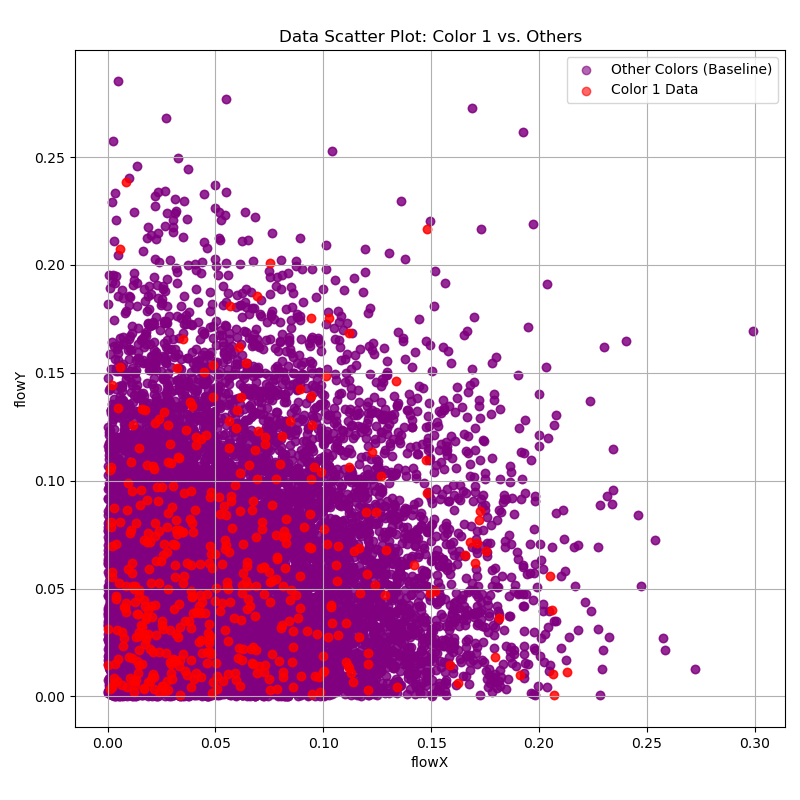 Data Scatter Plot: Color 1 vs. Others
Other Colors (Baseline)
Color 1 Data
flowY
0.25
0.20
0.15
0.10
0.05
0.00
0.00 0.05 0.10 0.15 0.20 0.25 0.30
flowX